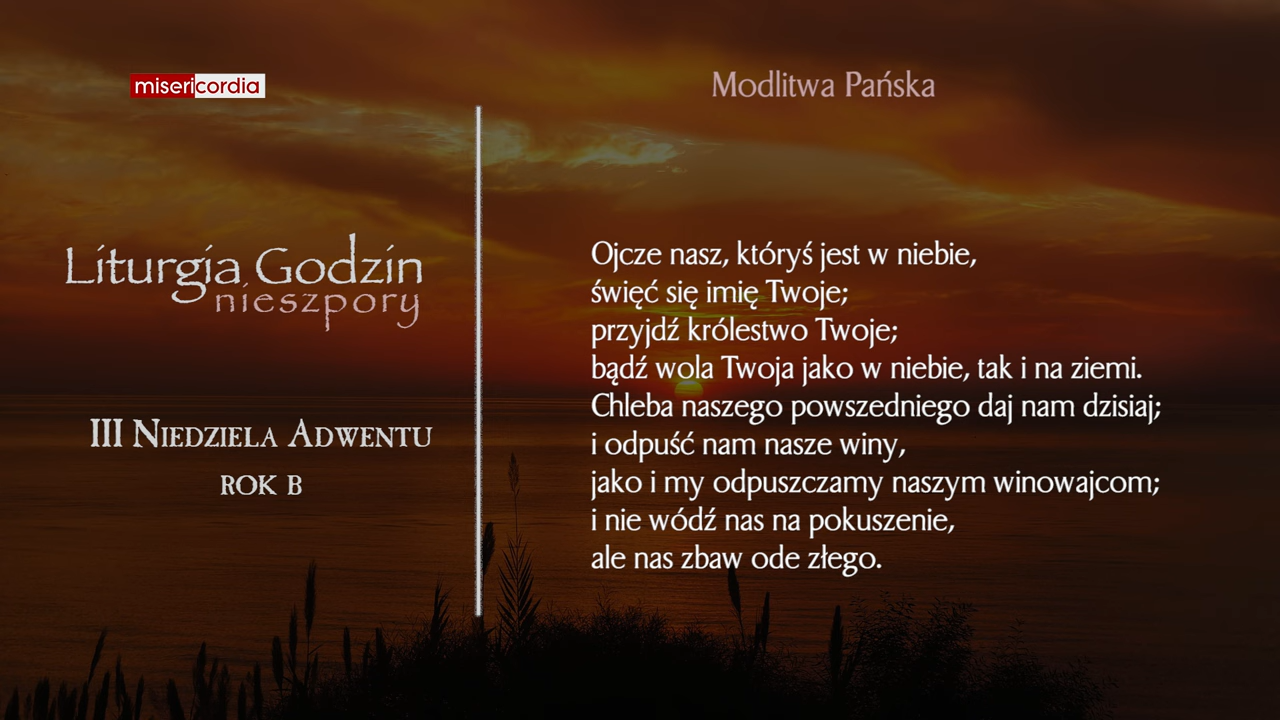 misericordia
Liturgia Godzin
nieszpory
III Niedziela Adwentu
ROK B
Modlitwa Pańska
Ojcze nasz, któryś jest w niebie,
święć się imię Twoje;
przyjdź królestwo Twoje;
bądź wola Twoja jako w niebie, tak i na ziemi.
Chleba naszego powszedniego daj nam dzisiaj;
i odpuść nam nasze winy,
jako i my odpuszczamy naszym winowajcom;
i nie wódź nas na pokuszenie,
ale nas zbaw ode złego.